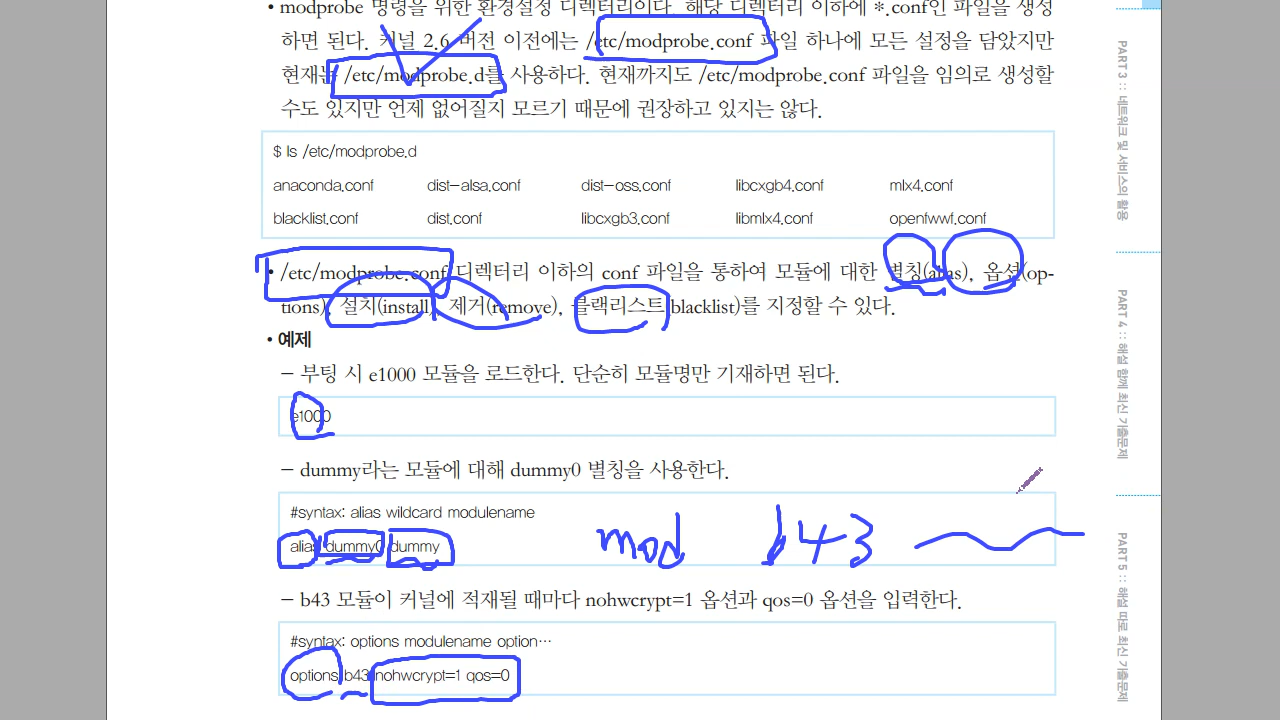 • modprobe 명령을 위한 환경설정 디렉터리이다. 해당 디렉터리 이하에 *.conf인 파일을 생성
하면 된다. 커널 2.6 버전 이전에는 /etc/modprobe.conf 파일 하나에 모든 설정을 담았지만
현재는 /etc/modprobe.d를 사용하다. 현재까지도 /etc/modprobe.conf 파일을 임의로 생성할
수도 있지만 언제 없어질지 모르기 때문에 권장하고 있지는 않다.
$ ls /etc/modprobe.d
anaconda.conf dist-alsa.conf dist-oss.conf libcxgb4.conf mlx4.conf
blacklist.conf dist.conf libcxgb3.conf libmlx4.conf openfwwf.conf
• /etc/modprobe.conf 디렉터리 이하의 conf 파일을 통하여 모듈에 대한 별칭(alias), 옵션(op-
tions), 설치(install), 제거(remove), 블랙리스트(blacklist)를 지정할 수 있다.
• 예제
– 부팅 시 e1000 모듈을 로드한다. 단순히 모듈명만 기재하면 된다.
e1000
– dummy라는 모듈에 대해 dummy0 별칭을 사용한다.
#syntax: alias wildcard modulename
alias dummy0 dummy
mod b43
– b43 모듈이 커널에 적재될 때마다 nohwcrypt=1 옵션과 qos=0 옵션을 입력한다.
#syntax: options modulename option…
options b43 nohwcrypt=1 qos=0
PART 3 :: 네트워크 및 서비스의 활용
PART 4 :: 해설 함께 최신 기출문제
PART 5 :: 해설 따로 최신 기출문제